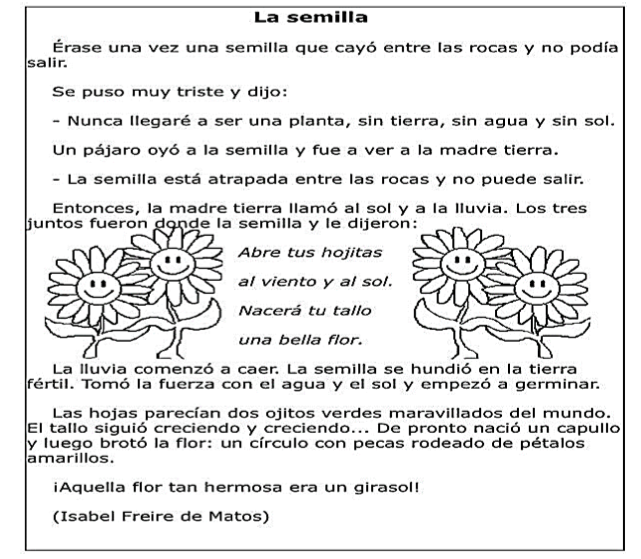 La semilla
Érase una vez una semilla que cayó entre las rocas y no podía
salir.
Se puso muy triste y dijo:
- Nunca llegaré a ser una planta, sin tierra, sin agua y sin sol.
Un pájaro oyó a la semilla y fue a ver a la madre tierra.
- La semilla está atrapada entre las rocas y no puede salir.
Entonces, la madre tierra llamó al sol y a la lluvia. Los tres
juntos fueron donde la semilla y le dijeron:
Abre tus hojitas
al viento y al sol.
Nacerá tu tallo
una bella flor.
La lluvia comenzó a caer. La semilla se hundió en la tierra
fértil. Tomó la fuerza con el agua y el sol y empezó a germinar.
Las hojas parecían dos ojitos verdes maravillados del mundo.
El tallo siguió creciendo y creciendo... De pronto nació un capullo
y luego brotó la flor: un círculo con pecas rodeado de pétalos
amarillos.
¡Aquella flor tan hermosa era un girasol!
(Isabel Freire de Matos)